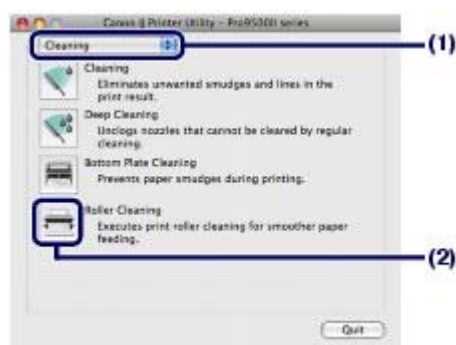 Canon IJ Printer Utility - Pro9500II series
Cleaning
(1)
Cleaning
Eliminates unwanted smudges and lines in the
print result.
Deep Cleaning
Unclogs nozzles that cannot be cleared by regular
cleaning.
Bottom Plate Cleaning
Prevents paper smudges during printing.
Roller Cleaning
Executes print roller cleaning for smoother paper
feeding.
(2)
Quit